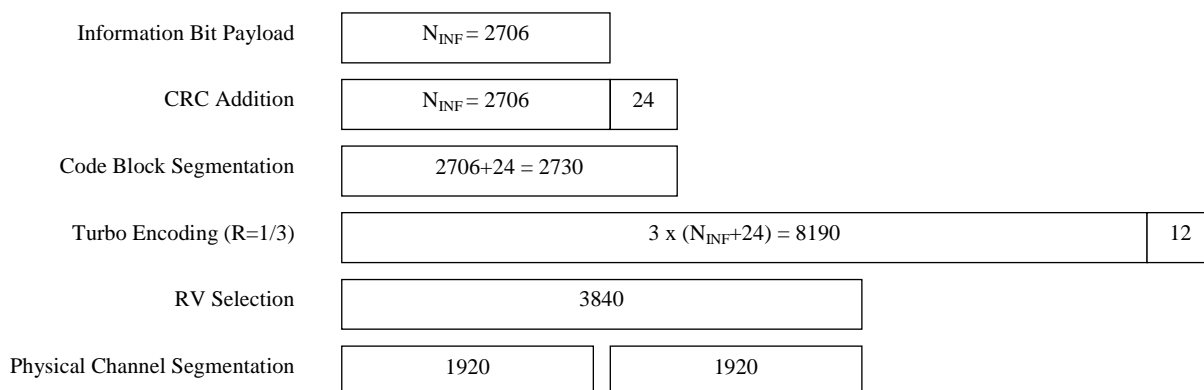 Information Bit Payload
N_INF = 2706
CRC Addition
N_INF = 2706
24
Code Block Segmentation
2706+24 = 2730
Turbo Encoding (R=1/3)
3 x (N_INF+24) = 8190
12
RV Selection
3840
Physical Channel Segmentation
1920
1920